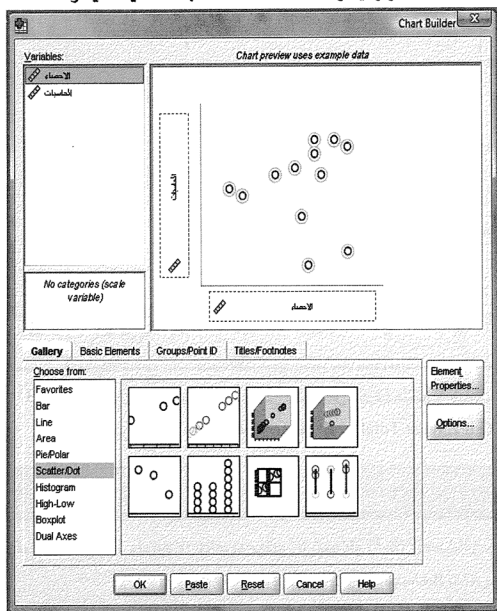 Chart Builder
Variables:
Chart preview uses example data
الاحصاء
الحاسبات
الحاسبات
الاحصاء
No categories (scale variable)
Gallery
Basic Elements
Groups/Point ID
Titles/Footnotes
Choose from:
Favorites
Bar
Line
Area
Pie/Polar
Scatter/Dot
Histogram
High-Low
Boxplot
Dual Axes
Element Properties...
Options...
OK
Paste
Reset
Cancel
Help